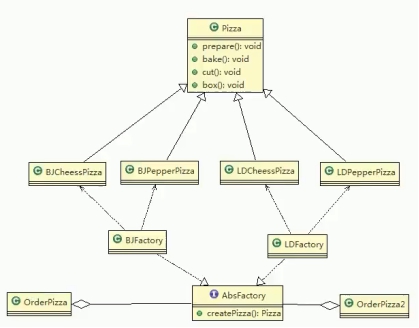 Pizza
prepare(): void
bake(): void
cut(): void
box(): void
BJCheessPizza
BJPepperPizza
LDCheessPizza
LDPepperPizza
BJFactory
LDFactory
OrderPizza
AbsFactory
createPizza(): Pizza
OrderPizza2